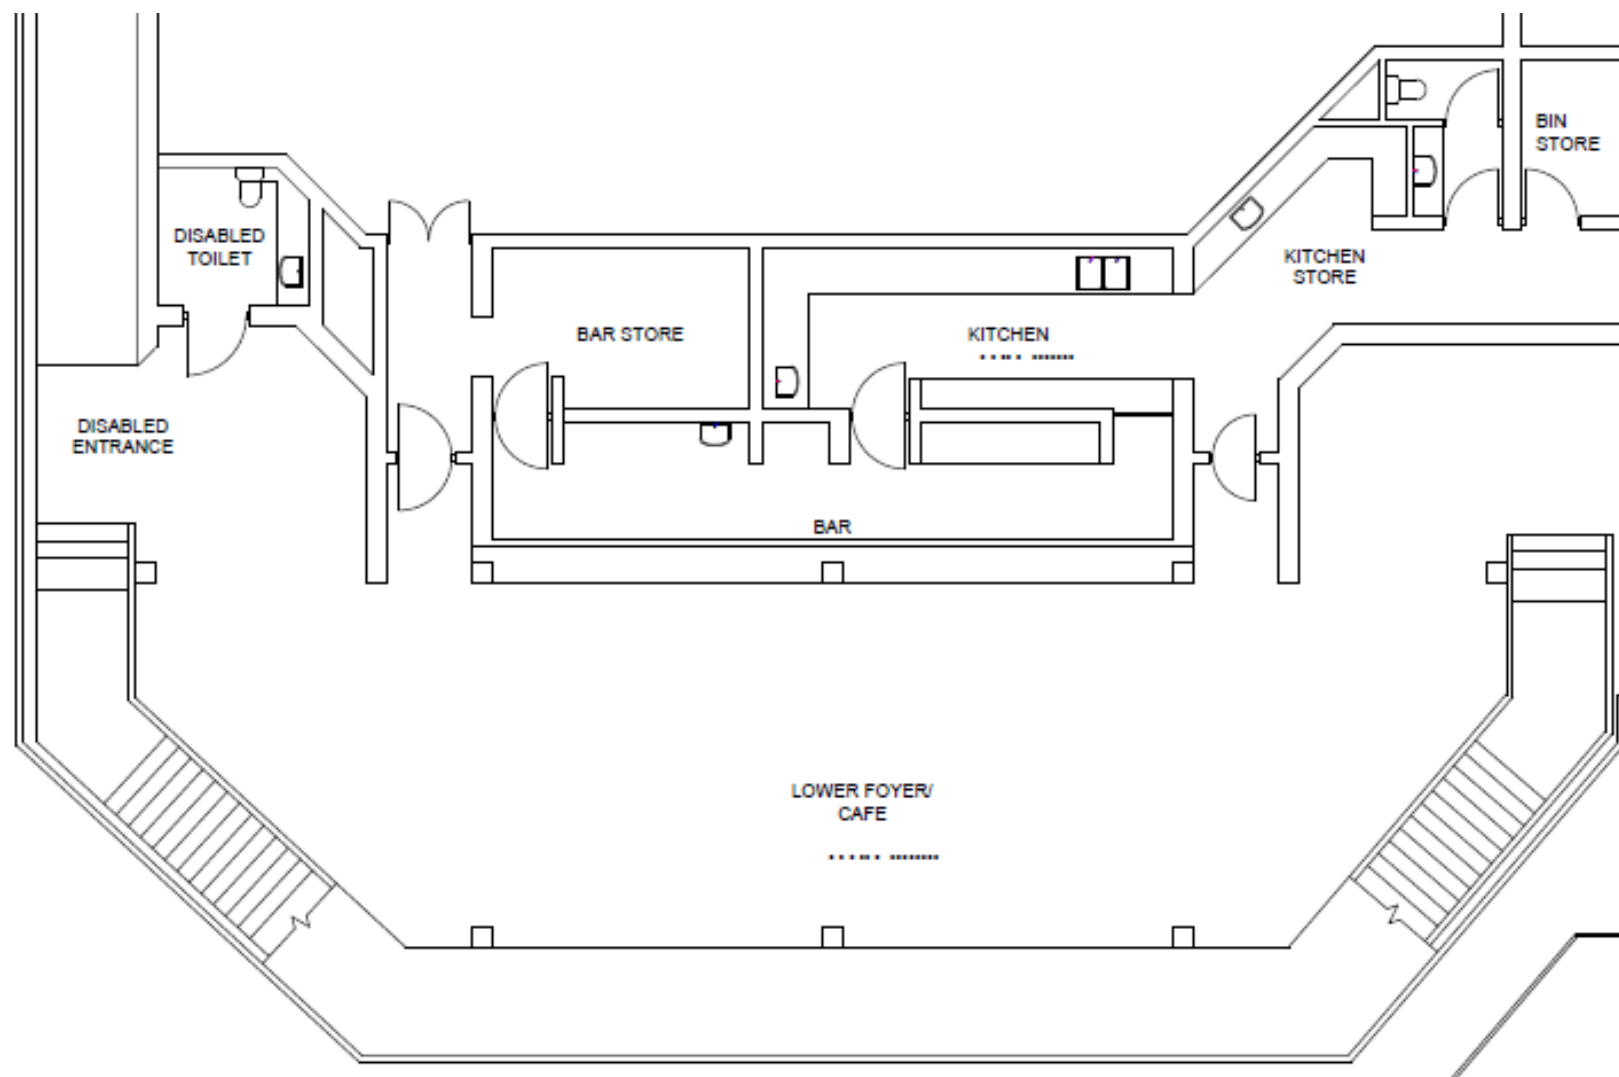 BIN
STORE
DISABLED
TOILET
KITCHEN
STORE
BAR STORE
KITCHEN
DISABLED
ENTRANCE
BAR
LOWER FOYER/
CAFE